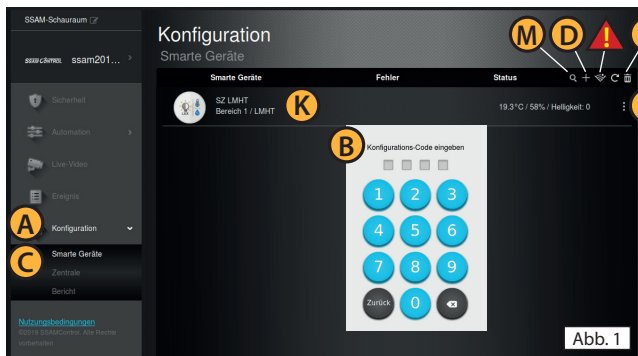 SSAM-Schauraum
SSAM CONTROL ssam201...
Sicherheit
Automation
Live-Video
Ereignis
A
Konfiguration
C
Smarte Geräte
Zentrale
Bericht
Nutzungsbedingungen
©2018 SSAMControl. Alle Rechte
vorbehalten
Konfiguration
Smarte Geräte
M D !
Smarte Geräte Fehler Status
SZ LMHT
Bereich 1 / LMHT
K
19.3°C / 58% / Helligkeit: 0
B
Konfigurations-Code eingeben
1 2 3
4 5 6
7 8 9
Zurück 0
Abb. 1